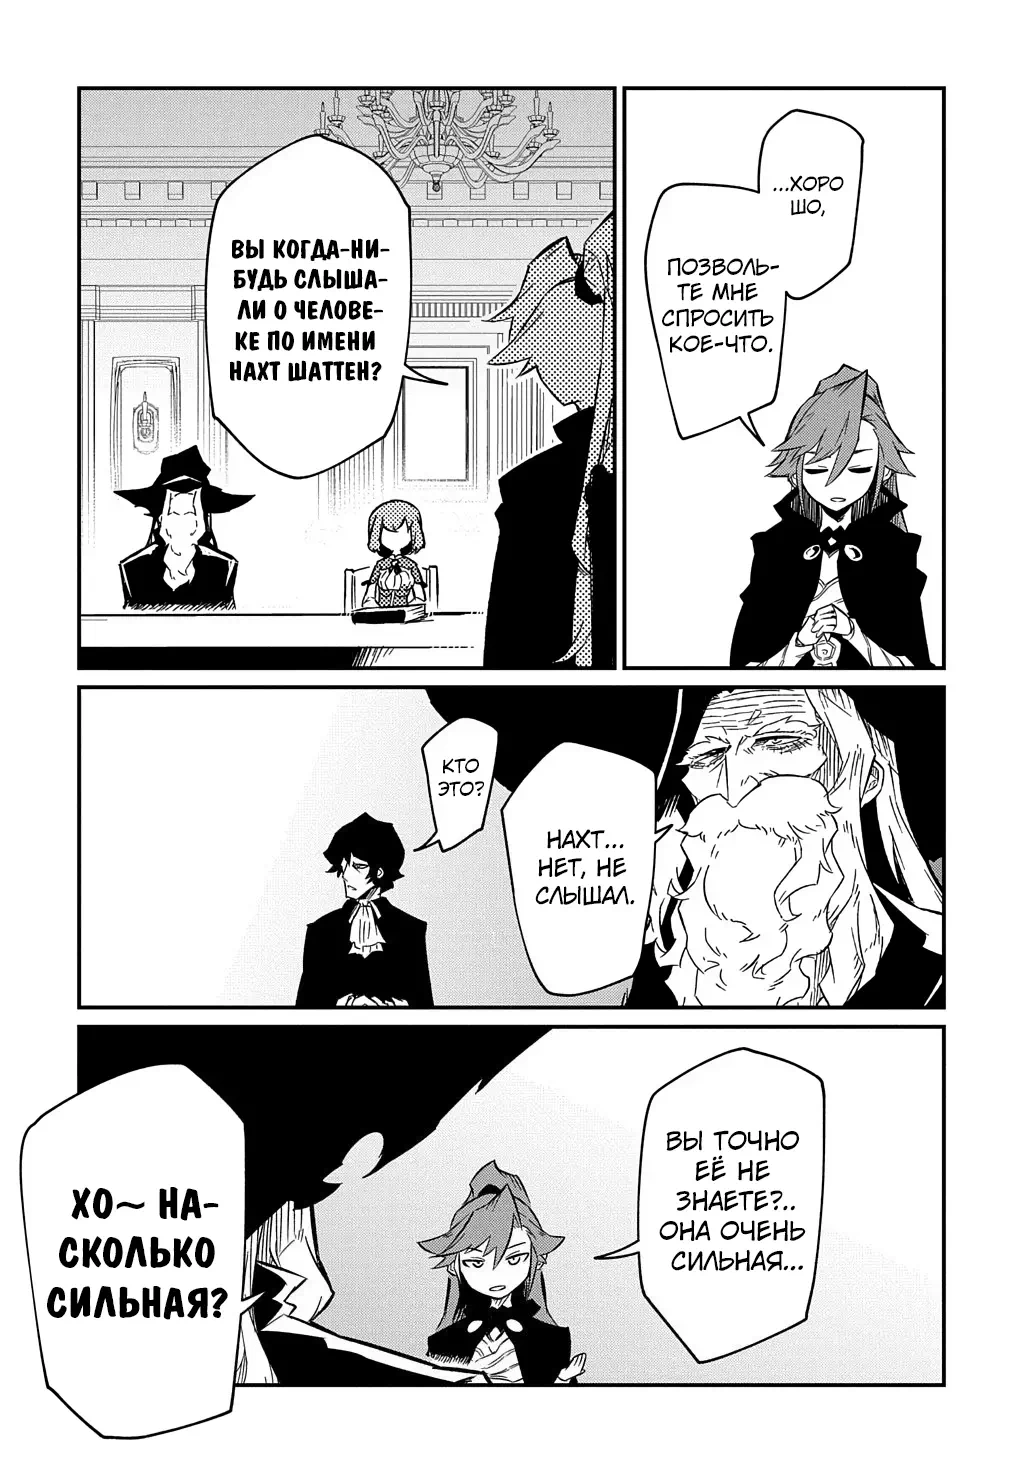 ...ХОРО
ШО,
ПОЗВОЛЬ-
ТЕ МНЕ
СПРОСИТЬ
КОЕ-ЧТО.
ВЫ КОГДА-НИ-
БУДЬ СЛЫША-
ЛИ О ЧЕЛОВЕ-
КЕ ПО ИМЕНИ
НАХТ ШАТТЕН?
НАХТ...
НЕТ, НЕ
СЛЫШАЛ.
КТО
ЭТО?
ВЫ ТОЧНО
ЕЁ НЕ
ЗНАЕТЕ?..
ОНА ОЧЕНЬ
СИЛЬНАЯ...
ХО~ НА-
СКОЛЬКО
СИЛЬНАЯ?